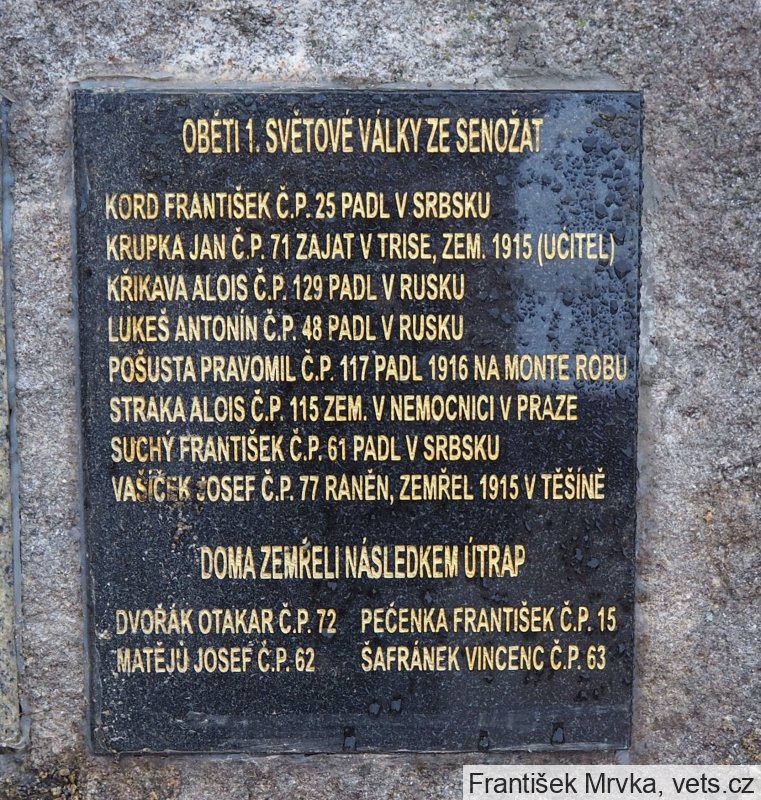 OBĚTI 1. SVĚTOVÉ VÁLKY ZE SENOŽAT
KORD FRANTIŠEK Č.P. 25 PADL V SRBSKU
KRUPKA JAN Č.P. 71 ZAJAT V TRISE, ZEM. 1915 (UČITEL)
KŘIKAVA ALOIS Č.P. 129 PADL V RUSKU
LUKEŠ ANTONÍN Č.P. 48 PADL V RUSKU
POŠUSTA PRAVOMIL Č.P. 117 PADL 1916 NA MONTE ROBU
STRAKA ALOIS Č.P. 115 ZEM. V NEMOCNICI V PRAZE
SUCHÝ FRANTIŠEK Č.P. 61 PADL V SRBSKU
VAŠÍČEK JOSEF Č.P. 77 RANĚN, ZEMŘEL 1915 V TĚŠÍNĚ
DOMA ZEMŘELI NÁSLEDKEM ÚTRAP
DVOŘÁK OTAKAR Č.P. 72 PEČENKA FRANTIŠEK Č.P. 15
MATĚJŮ JOSEF Č.P. 62 ŠAFRÁNEK VINCENC Č.P. 63
František Mrvka, vets.cz